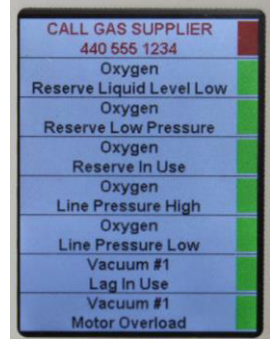 CALL GAS SUPPLIER
440 555 1234
Oxygen
Reserve Liquid Level Low
Oxygen
Reserve Low Pressure
Oxygen
Reserve In Use
Oxygen
Line Pressure High
Oxygen
Line Pressure Low
Vacuum #1
Lag In Use
Vacuum #1
Motor Overload